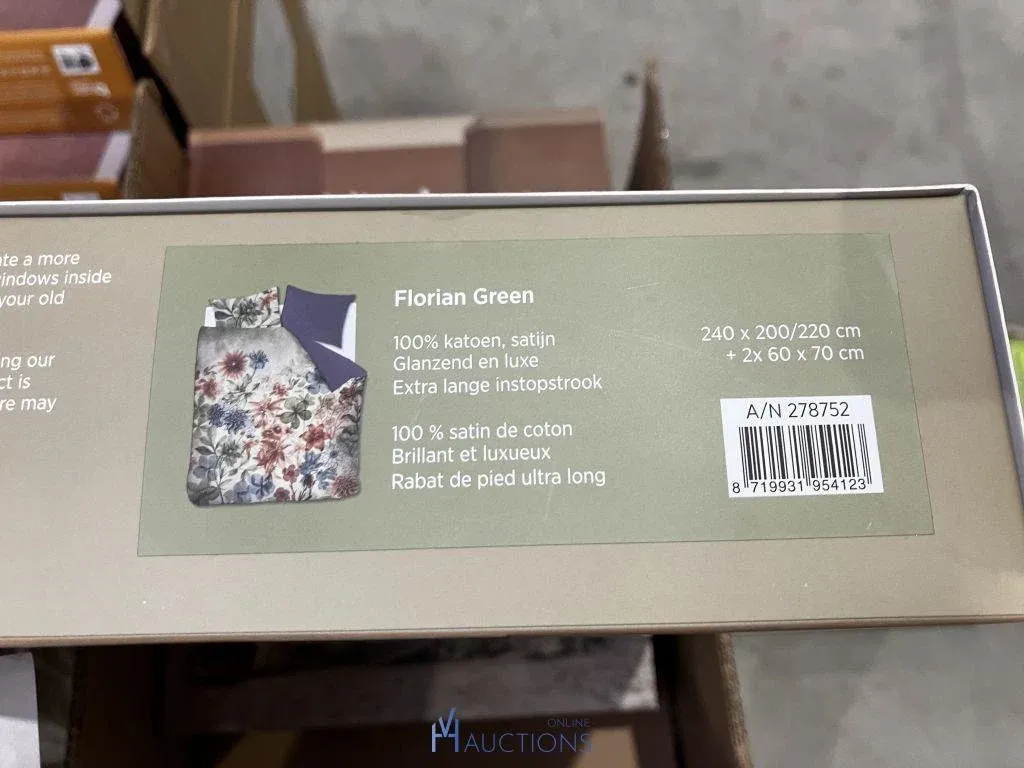 ate a more
windows inside
your old
ing our
ct is
re may
Florian Green
100% katoen, satijn
Glanzend en luxe
Extra lange instopstrook
100 % satin de coton
Brillant et luxueux
Rabat de pied ultra long
240 x 200/220 cm
+ 2x 60 x 70 cm
A/N 278752
8 719931 954123
ONLINE
AUCTIONS